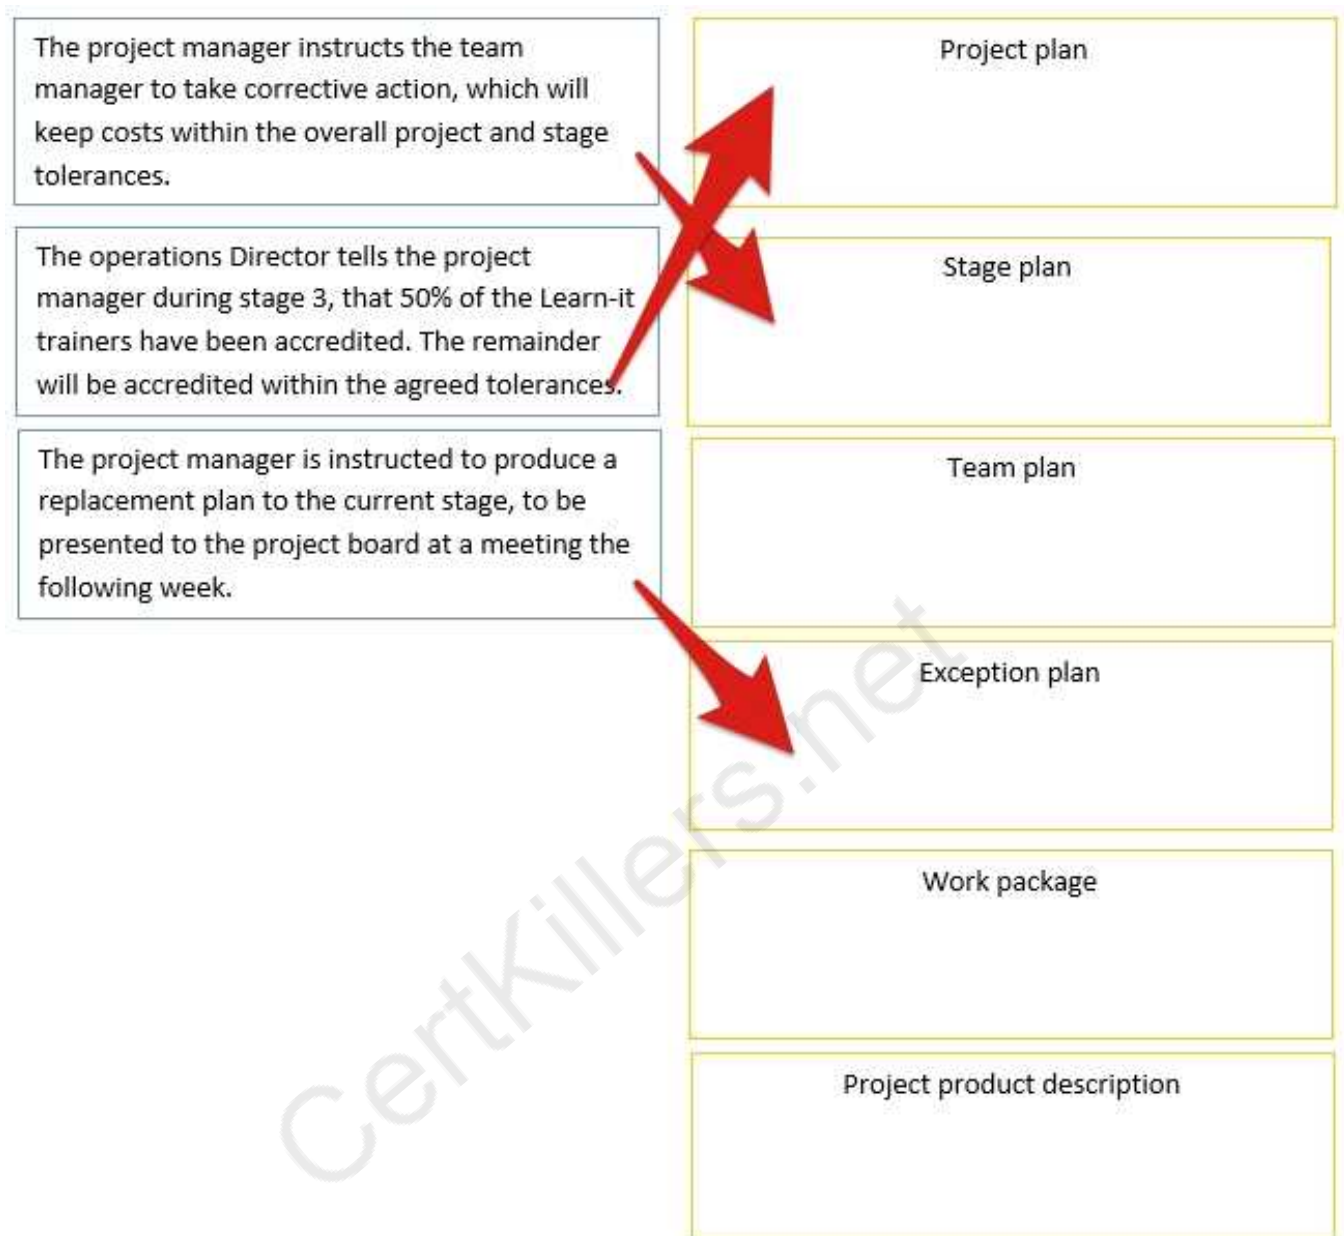 The project manager instructs the team
manager to take corrective action, which will
keep costs within the overall project and stage
tolerances.
The operations Director tells the project
manager during stage 3, that 50% of the Learn-it
trainers have been accredited. The remainder
will be accredited within the agreed tolerances.
The project manager is instructed to produce a
replacement plan to the current stage, to be
presented to the project board at a meeting the
following week.
Project plan
Stage plan
Team plan
Exception plan
Work package
Project product description
CertKillers.net